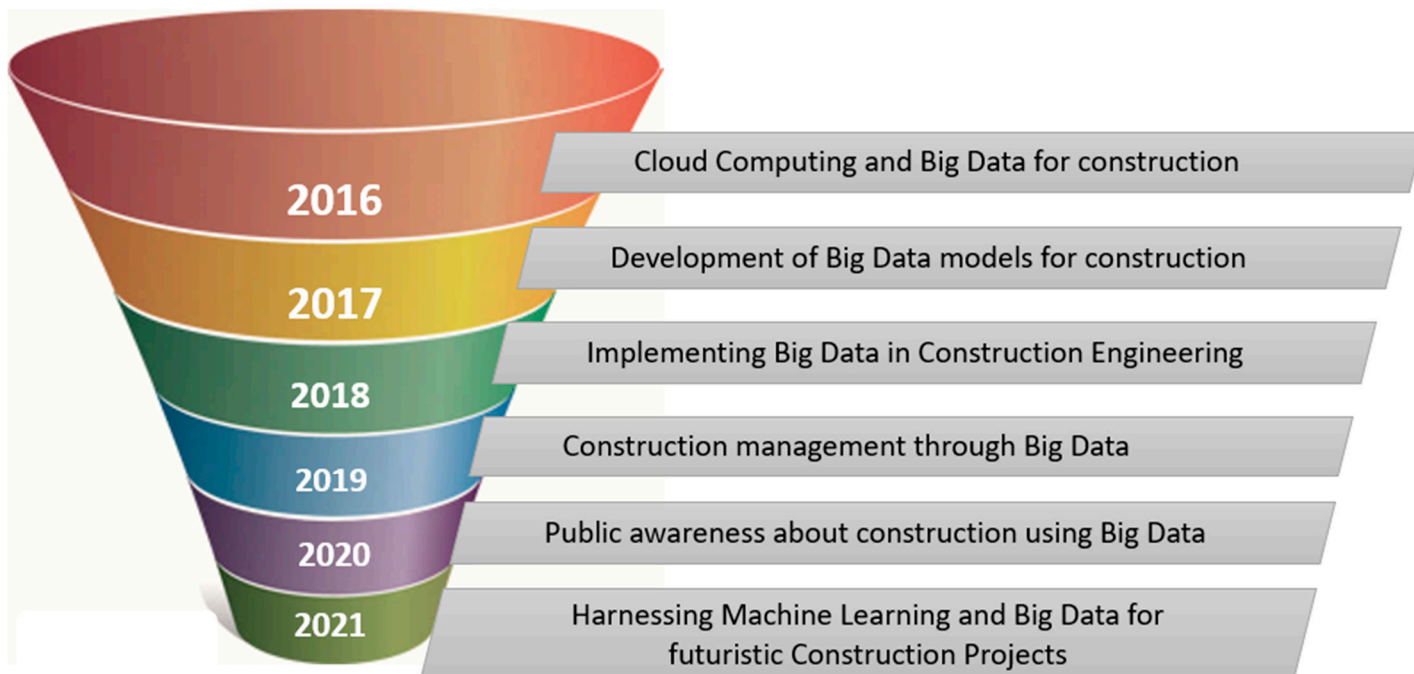 2016
Cloud Computing and Big Data for construction
2017
Development of Big Data models for construction
2018
Implementing Big Data in Construction Engineering
2019
Construction management through Big Data
2020
Public awareness about construction using Big Data
2021
Harnessing Machine Learning and Big Data for
futuristic Construction Projects